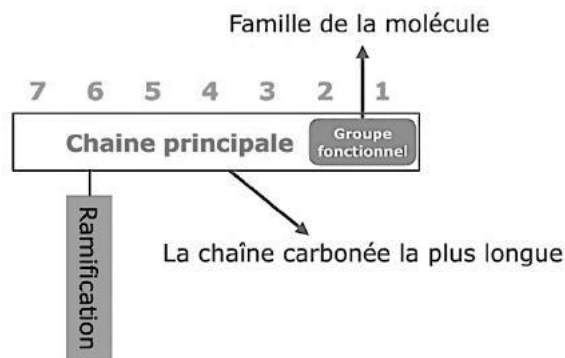 Famille de la molécule
7 6 5 4 3 2 1
Chaine principale
Groupe
fonctionnel
Ramification
La chaîne carbonée la plus longue